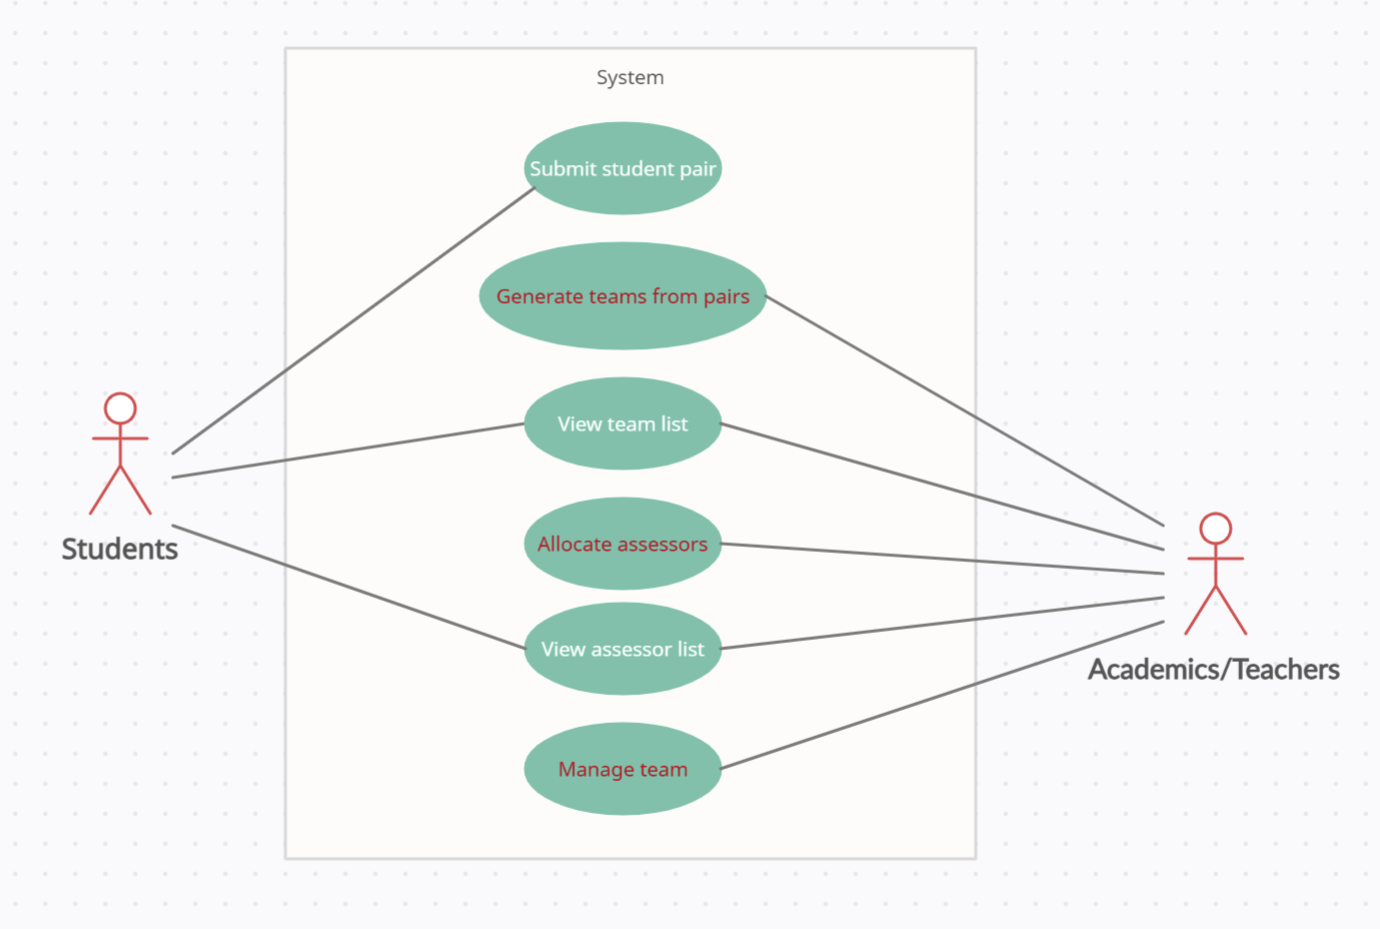 System
Submit student pair
Generate teams from pairs
View team list
Allocate assessors
Students
View assessor list
Academics/Teachers
Manage team